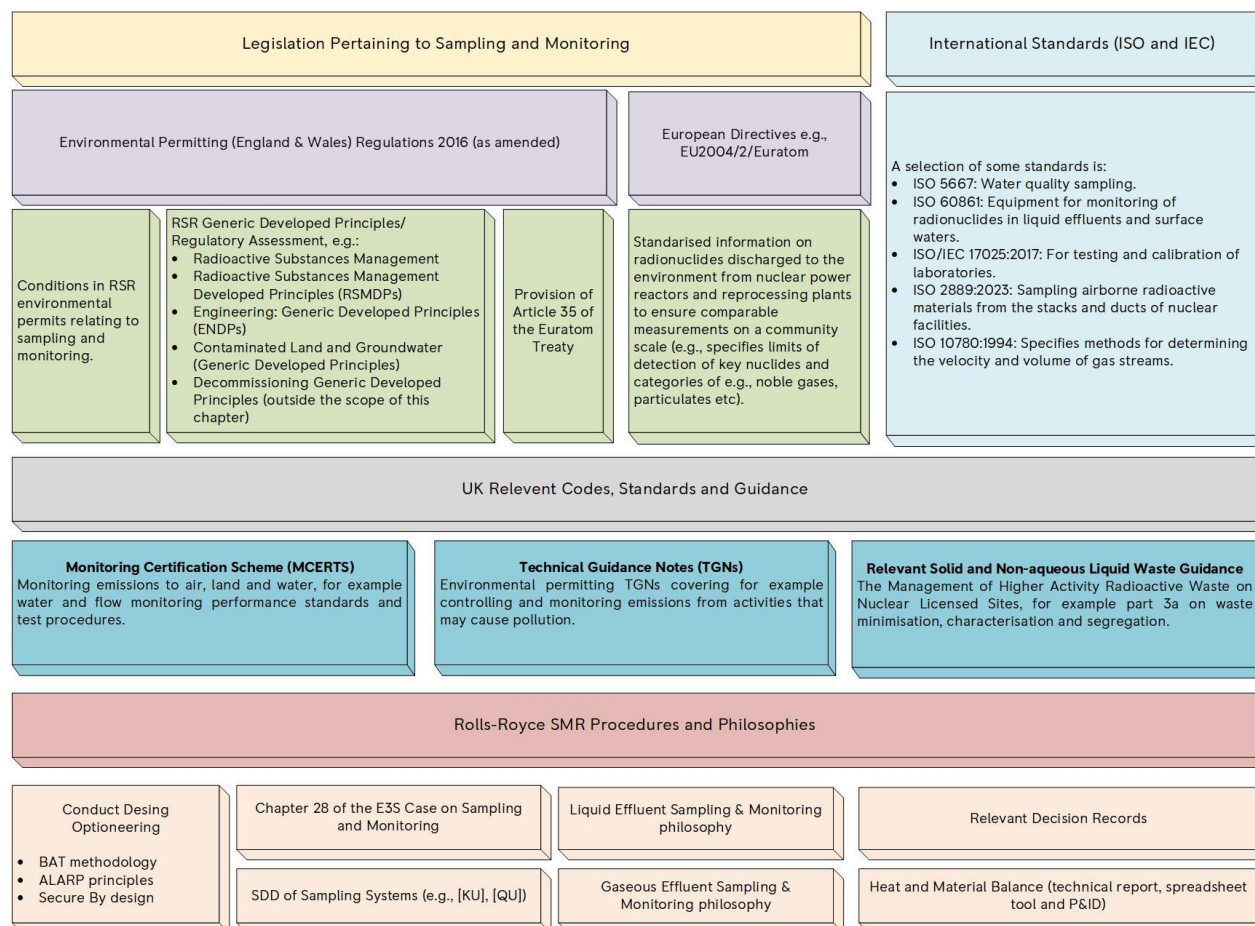 Legislation Pertaining to Sampling and Monitoring
International Standards (ISO and IEC)
Environmental Permitting (England & Wales) Regulations 2016 (as amended)
European Directives e.g.,
EU2004/2/Euratom
A selection of some standards is:
• ISO 5667: Water quality sampling.
• ISO 60861: Equipment for monitoring of
radionuclides in liquid effluents and surface
waters.
• ISO/IEC 17025:2017: For testing and calibration of
laboratories.
• ISO 2889:2023: Sampling airborne radioactive
materials from the stacks and ducts of nuclear
facilities.
• ISO 10780:1994: Specifies methods for determining
the velocity and volume of gas streams.
Conditions in RSR
environmental
permits relating to
sampling and
monitoring.
RSR Generic Developed Principles/
Regulatory Assessment, e.g.:
• Radioactive Substances Management
• Radioactive Substances Management
Developed Principles (RSMDPs)
• Engineering: Generic Developed Principles
(ENDPs)
• Contaminated Land and Groundwater
(Generic Developed Principles)
• Decommissioning Generic Developed
Principles (outside the scope of this
chapter)
Provision of
Article 35 of
the Euratom
Treaty
Standarised information on
radionuclides discharged to the
environment from nuclear power
reactors and reprocessing plants
to ensure comparable
measurements on a community
scale (e.g., specifies limits of
detection of key nuclides and
categories of e.g., noble gases,
particulates etc).
UK Relevent Codes, Standards and Guidance
Monitoring Certification Scheme (MCERTS)
Monitoring emissions to air, land and water, for example
water and flow monitoring performance standards and
test procedures.
Technical Guidance Notes (TGNs)
Environmental permitting TGNs covering for example
controlling and monitoring emissions from activities that
may cause pollution.
Relevant Solid and Non-aqueous Liquid Waste Guidance
The Management of Higher Activity Radioactive Waste on
Nuclear Licensed Sites, for example part 3a on waste
minimisation, characterisation and segregation.
Rolls-Royce SMR Procedures and Philosophies
Conduct Desing
Optioneering
• BAT methodology
• ALARP principles
• Secure By design
Chapter 28 of the E3S Case on Sampling
and Monitoring
Liquid Effluent Sampling & Monitoring
philosophy
Relevant Decision Records
SDD of Sampling Systems (e.g., [KU], [QU])
Gaseous Effluent Sampling &
Monitoring philosophy
Heat and Material Balance (technical report, spreadsheet
tool and P&ID)